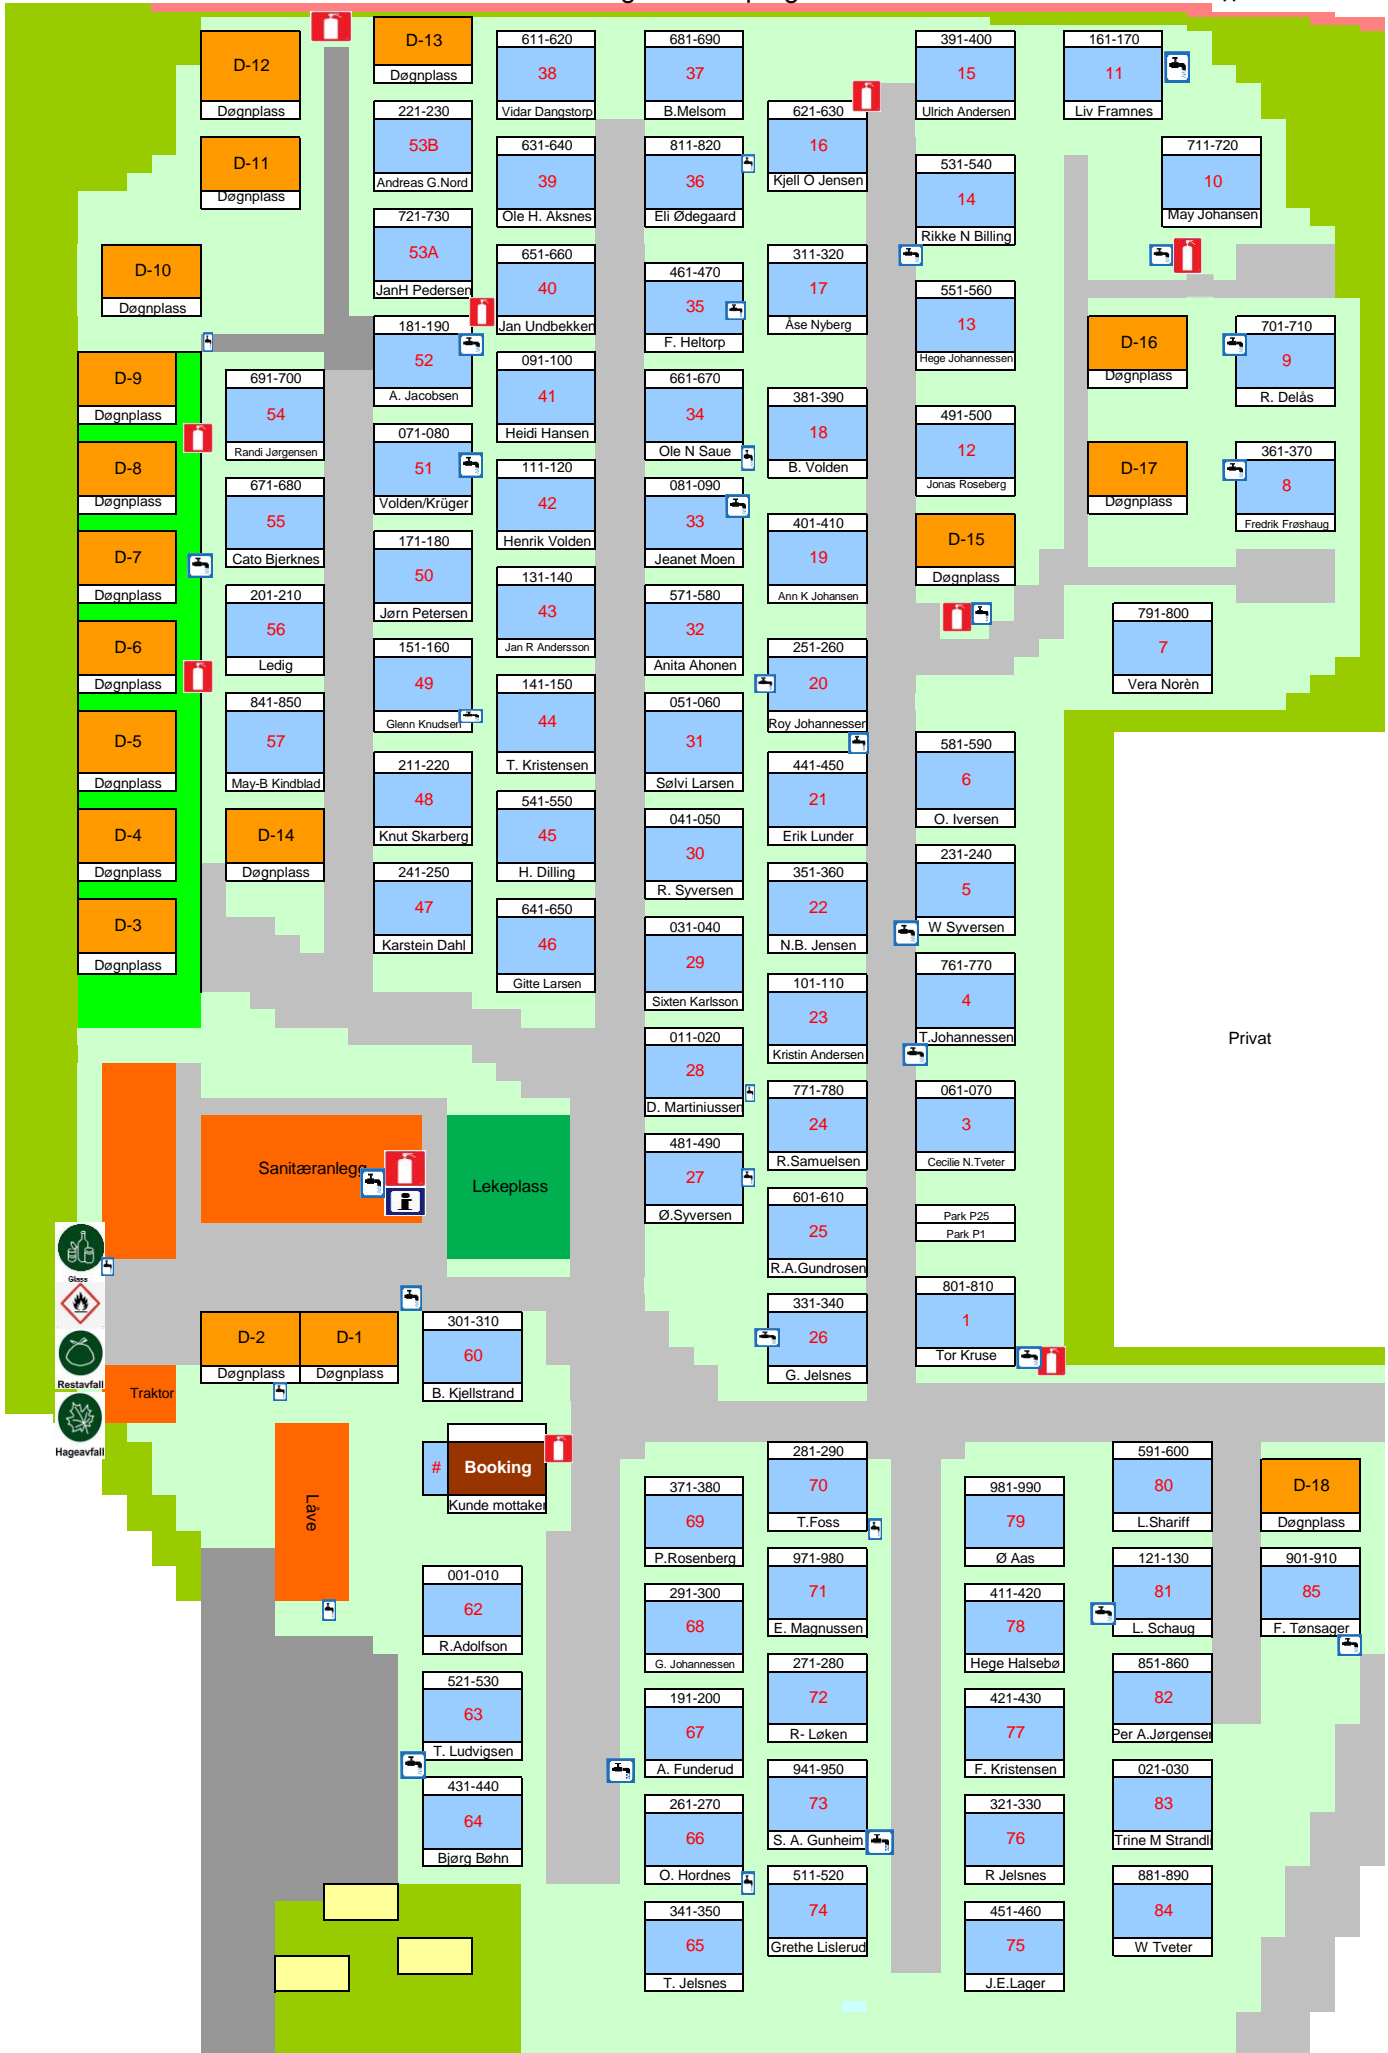 D-12
Døgnplass
D-11
Døgnplass
D-10
Døgnplass
D-9
Døgnplass
D-8
Døgnplass
D-7
Døgnplass
D-6
Døgnplass
D-5
Døgnplass
D-4
Døgnplass
D-3
Døgnplass
691-700
54
Randi Jørgensen
671-680
55
Cato Bjerknes
201-210
56
Ledig
841-850
57
May-B Kindblad
D-14
Døgnplass
D-13
Døgnplass
221-230
53B
Andreas G.Nord
721-730
53A
JanH Pedersen
181-190
52
A. Jacobsen
071-080
51
Volden/Krüger
171-180
50
Jørn Petersen
151-160
49
Glenn Knudsen
211-220
48
Knut Skarberg
241-250
47
Karstein Dahl
611-620
38
Vidar Dangstorp
631-640
39
Ole H. Aksnes
651-660
40
Jan Undbekken
091-100
41
Heidi Hansen
111-120
42
Henrik Volden
131-140
43
Jan R Andersson
141-150
44
T. Kristensen
541-550
45
H. Dilling
641-650
46
Gitte Larsen
681-690
37
B.Melsom
811-820
36
Eli Ødegaard
461-470
35
F. Heltorp
661-670
34
Ole N Saue
081-090
33
Jeanet Moen
571-580
32
Anita Ahonen
051-060
31
Sølvi Larsen
041-050
30
R. Syversen
031-040
29
Sixten Karlsson
011-020
28
D. Martiniussen
481-490
27
Ø.Syversen
621-630
16
Kjell O Jensen
311-320
17
Åse Nyberg
381-390
18
B. Volden
401-410
19
Ann K Johansen
251-260
20
Roy Johannessen
441-450
21
Erik Lunder
351-360
22
N.B. Jensen
101-110
23
Kristin Andersen
771-780
24
R.Samuelsen
601-610
25
R.A.Gundrosen
331-340
26
G. Jelsnes
391-400
15
Ulrich Andersen
531-540
14
Rikke N Billing
551-560
13
Hege Johannessen
491-500
12
Jonas Roseberg
D-15
Døgnplass
581-590
6
O. Iversen
231-240
5
W Syversen
761-770
4
T.Johannessen
061-070
3
Cecilie N.Tveter
Park P25
Park P1
801-810
1
Tor Kruse
161-170
11
Liv Framnes
711-720
10
May Johansen
D-16
Døgnplass
701-710
9
R. Delås
D-17
Døgnplass
361-370
8
Fredrik Frøshaug
791-800
7
Vera Norèn
Privat
Sanitæranlegg
Lekeplass
Glass
Restavfall
Hageavfall
Traktor
D-2
Døgnplass
D-1
Døgnplass
301-310
60
B. Kjellstrand
Låve
#
Booking
Kunde mottaker
001-010
62
R.Adolfson
521-530
63
T. Ludvigsen
431-440
64
Bjørg Bøhn
371-380
69
P.Rosenberg
291-300
68
G. Johannessen
191-200
67
A. Funderud
261-270
66
O. Hordnes
341-350
65
T. Jelsnes
281-290
70
T.Foss
971-980
71
E. Magnussen
271-280
72
R- Løken
941-950
73
S. A. Gunheim
511-520
74
Grethe Lislerud
981-990
79
Ø Aas
411-420
78
Hege Halsebø
421-430
77
F. Kristensen
321-330
76
R Jelsnes
451-460
75
J.E.Lager
591-600
80
L.Shariff
121-130
81
L. Schaug
851-860
82
Per A.Jørgensen
021-030
83
Trine M Strandli
881-890
84
W Tveter
D-18
Døgnplass
901-910
85
F. Tønsager